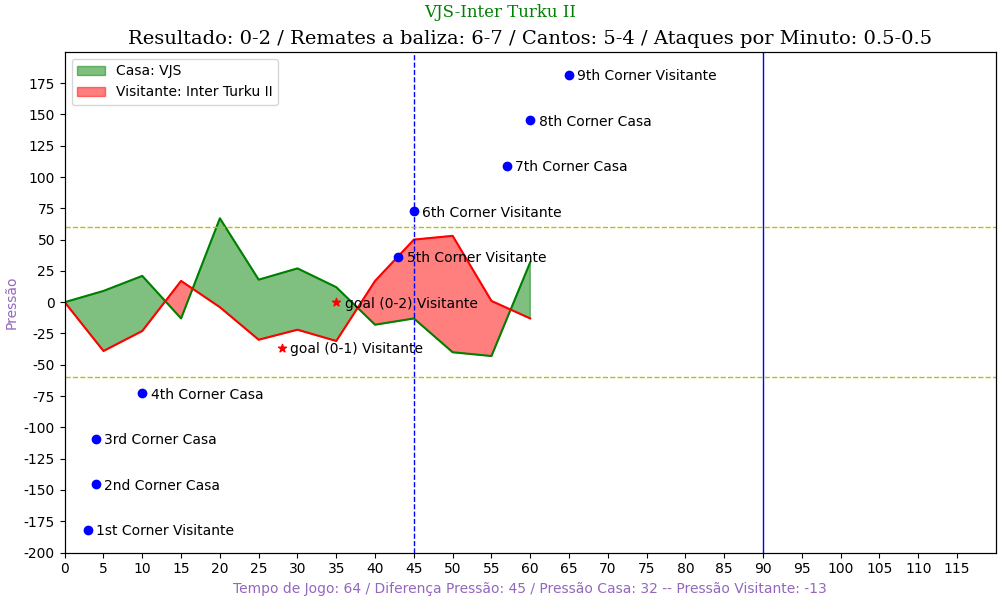 VJS-Inter Turku II
Resultado: 0-2 / Remates a baliza: 6-7 / Cantos: 5-4 / Ataques por Minuto: 0.5-0.5
Casa: VJS
Visitante: Inter Turku II
9th Corner Visitante
8th Corner Casa
7th Corner Casa
6th Corner Visitante
5th Corner Visitante
goal (0-2) Visitante
goal (0-1) Visitante
4th Corner Casa
3rd Corner Casa
2nd Corner Casa
1st Corner Visitante
Pressão
175
150
125
100
75
50
25
0
-25
-50
-75
-100
-125
-150
-175
-200
0 5 10 15 20 25 30 35 40 45 50 55 60 65 70 75 80 85 90 95 100 105 110 115
Tempo de Jogo: 64 / Diferença Pressão: 45 / Pressão Casa: 32 -- Pressão Visitante: -13